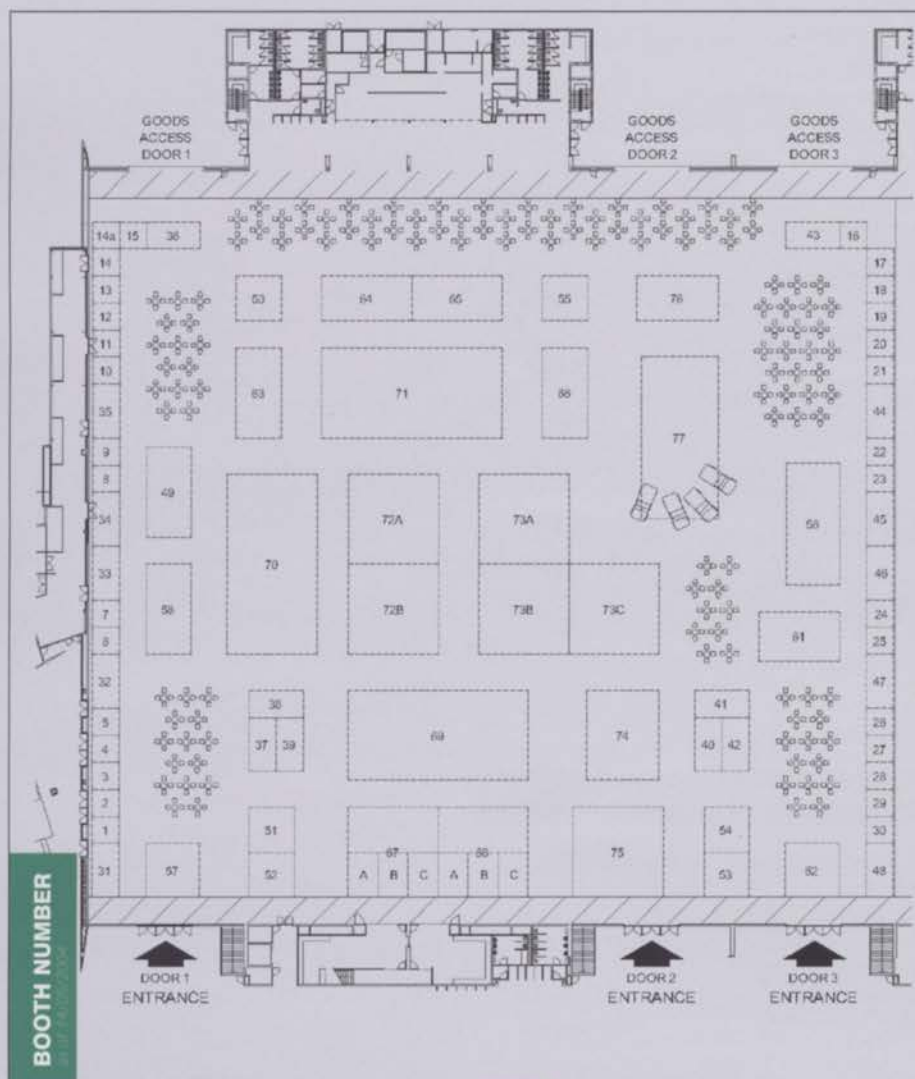 GOODS
ACCESS
DOOR 1
GOODS
ACCESS
DOOR 2
GOODS
ACCESS
DOOR 3
14a 15 36 43 16
14 17
13 53 64 65 55 76 18
12 19
11 20
10 63 71 66 77 21
35 44
9 22
8 49 23
34 70 72A 73A 58 45
33 46
7 58 72B 73B 73C 24
6 61 25
32 47
5 38 41 26
4 37 39 69 74 40 42 27
3 28
2 29
1 51 54 30
67 68 75
31 57 52 A B C A B C 53 62 48
DOOR 1
ENTRANCE
DOOR 2
ENTRANCE
DOOR 3
ENTRANCE
BOOTH NUMBER